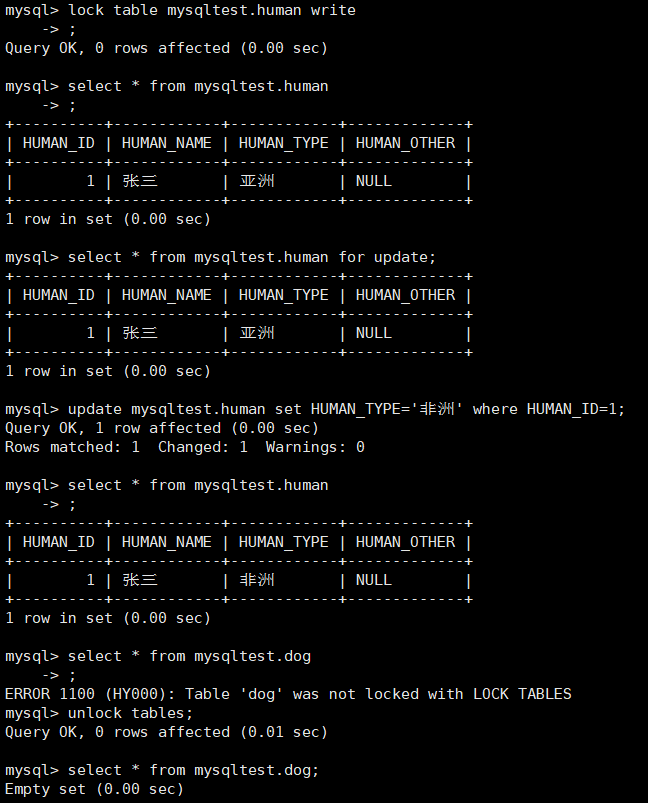 mysql> lock table mysqltest.human write
    -> ;
Query OK, 0 rows affected (0.00 sec)

mysql> select * from mysqltest.human
    -> ;
+----------+------------+------------+-------------+
| HUMAN_ID | HUMAN_NAME | HUMAN_TYPE | HUMAN_OTHER |
+----------+------------+------------+-------------+
|        1 | 张三       | 亚洲       | NULL        |
+----------+------------+------------+-------------+
1 row in set (0.00 sec)

mysql> select * from mysqltest.human for update;
+----------+------------+------------+-------------+
| HUMAN_ID | HUMAN_NAME | HUMAN_TYPE | HUMAN_OTHER |
+----------+------------+------------+-------------+
|        1 | 张三       | 亚洲       | NULL        |
+----------+------------+------------+-------------+
1 row in set (0.00 sec)

mysql> update mysqltest.human set HUMAN_TYPE='非洲' where HUMAN_ID=1;
Query OK, 1 row affected (0.00 sec)
Rows matched: 1  Changed: 1  Warnings: 0

mysql> select * from mysqltest.human
    -> ;
+----------+------------+------------+-------------+
| HUMAN_ID | HUMAN_NAME | HUMAN_TYPE | HUMAN_OTHER |
+----------+------------+------------+-------------+
|        1 | 张三       | 非洲       | NULL        |
+----------+------------+------------+-------------+
1 row in set (0.00 sec)

mysql> select * from mysqltest.dog
    -> ;
ERROR 1100 (HY000): Table 'dog' was not locked with LOCK TABLES
mysql> unlock tables;
Query OK, 0 rows affected (0.01 sec)

mysql> select * from mysqltest.dog;
Empty set (0.00 sec)